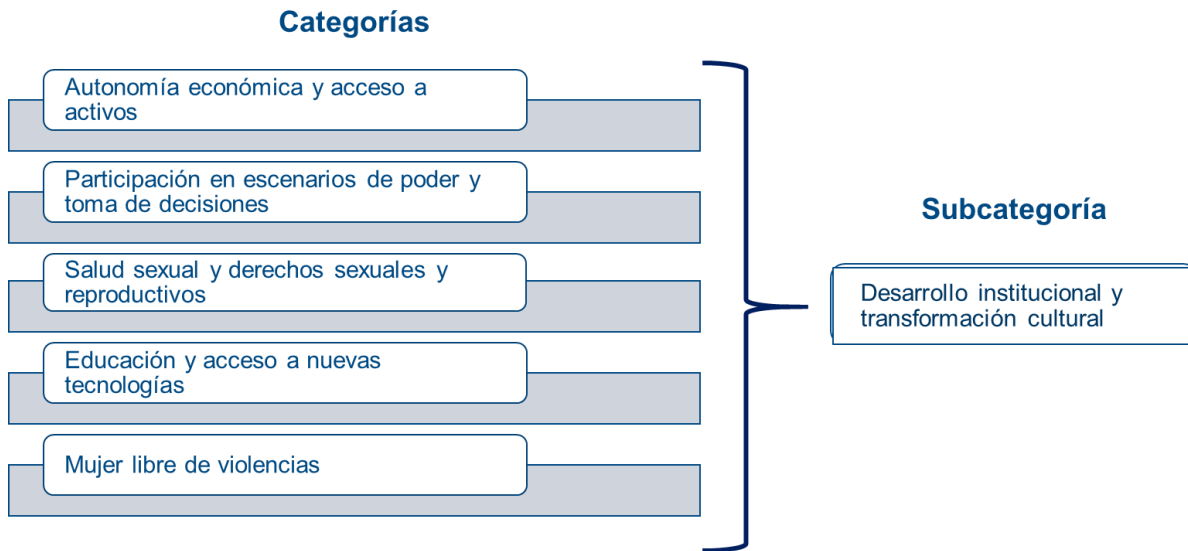 Categorías
Autonomía económica y acceso a
activos
Participación en escenarios de poder y
toma de decisiones
Salud sexual y derechos sexuales y
reproductivos
Educación y acceso a nuevas
tecnologías
Mujer libre de violencias
Subcategoría
Desarrollo institucional y
transformación cultural